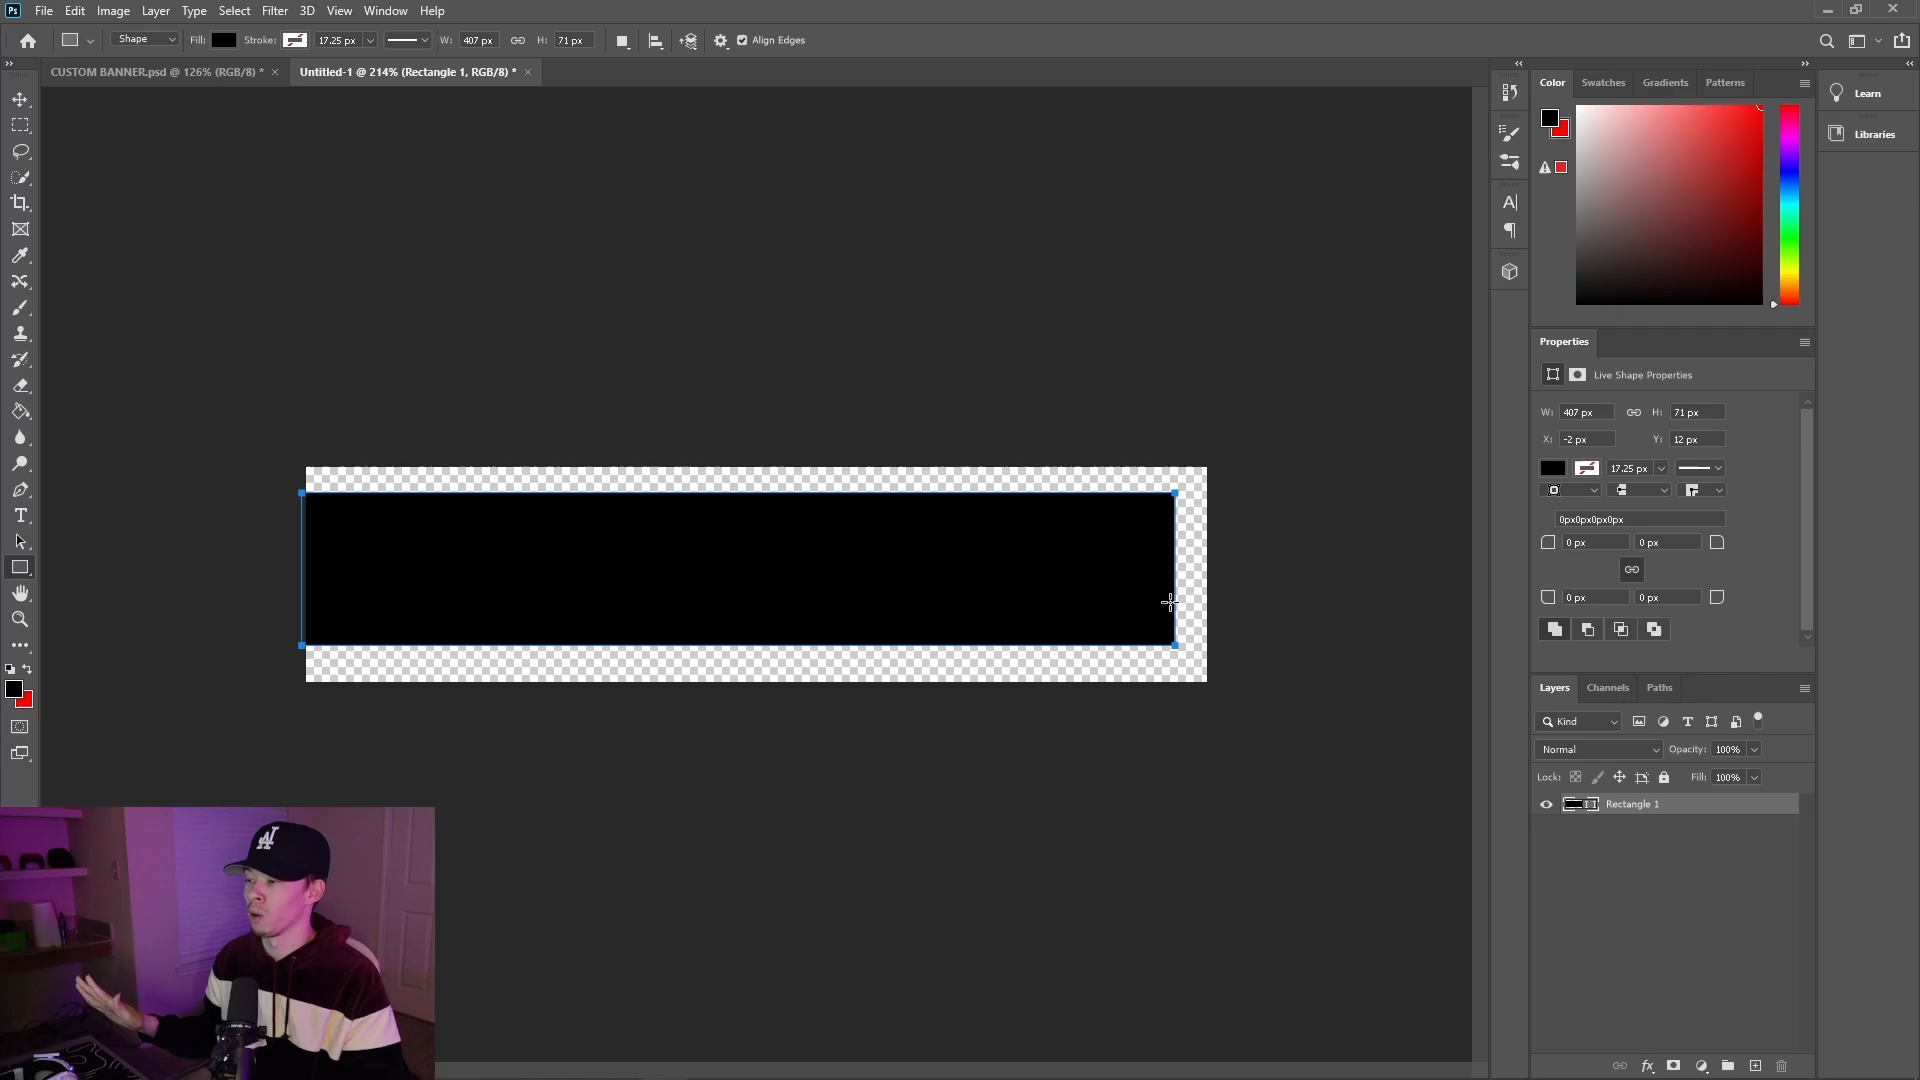 Ps File Edit Image Layer Type Select Filter 3D View Window Help
Shape Fill: Stroke: 17.25 px W: 407 px H: 71 px Align Edges
CUSTOM BANNER.psd @ 126% (RGB/8) * × Untitled-1 @ 214% (Rectangle 1, RGB/8) * ×
Color Swatches Gradients Patterns
Learn
Libraries
Properties
Live Shape Properties
W: 407 px H: 71 px
X: -2 px Y: 12 px
17.25 px
0px0px0px0px
0 px 0 px
0 px 0 px
Layers Channels Paths
Kind
Normal Opacity: 100%
Lock: Fill: 100%
Rectangle 1
fx
LA